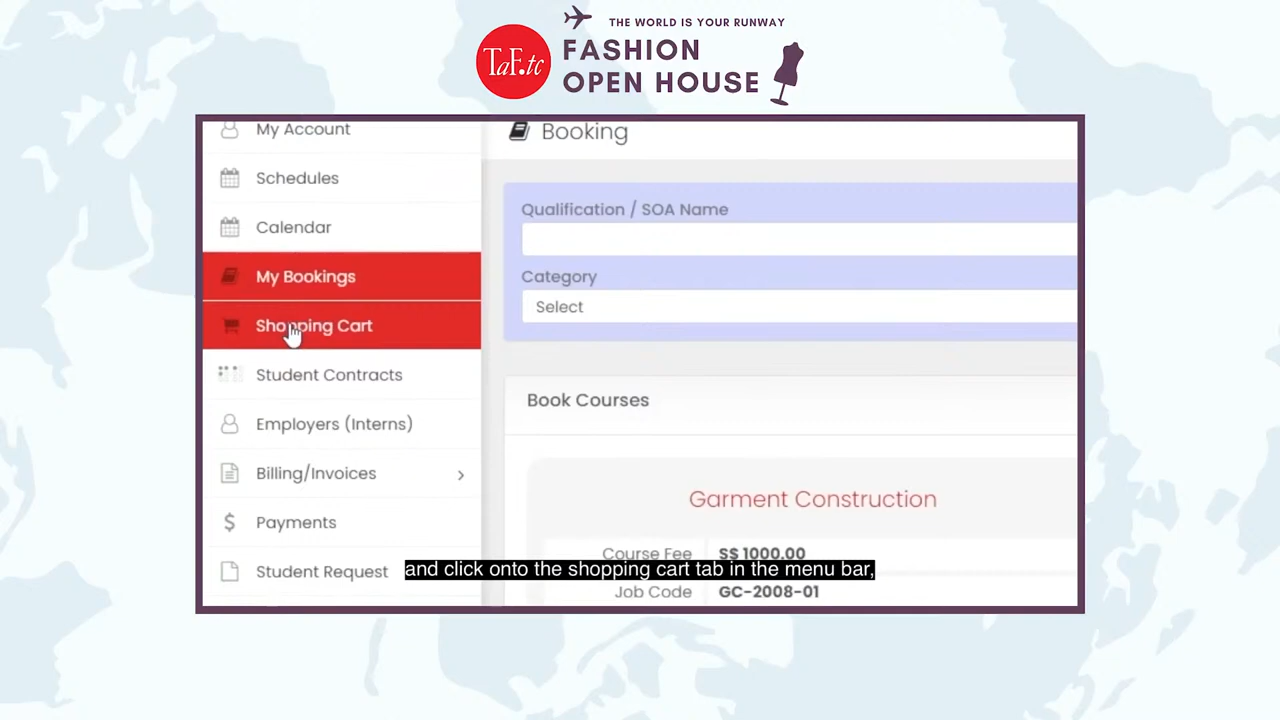 THE WORLD IS YOUR RUNWAY
TaF.tc
FASHION
OPEN HOUSE
My Account
Schedules
Calendar
My Bookings
Shopping Cart
Student Contracts
Employers (Interns)
Billing/Invoices
Payments
Student Request
Booking
Qualification / SOA Name
Category
Select
Book Courses
Garment Construction
Course Fee S$ 1000.00
Job Code GC-2008-01
and click onto the shopping cart tab in the menu bar,